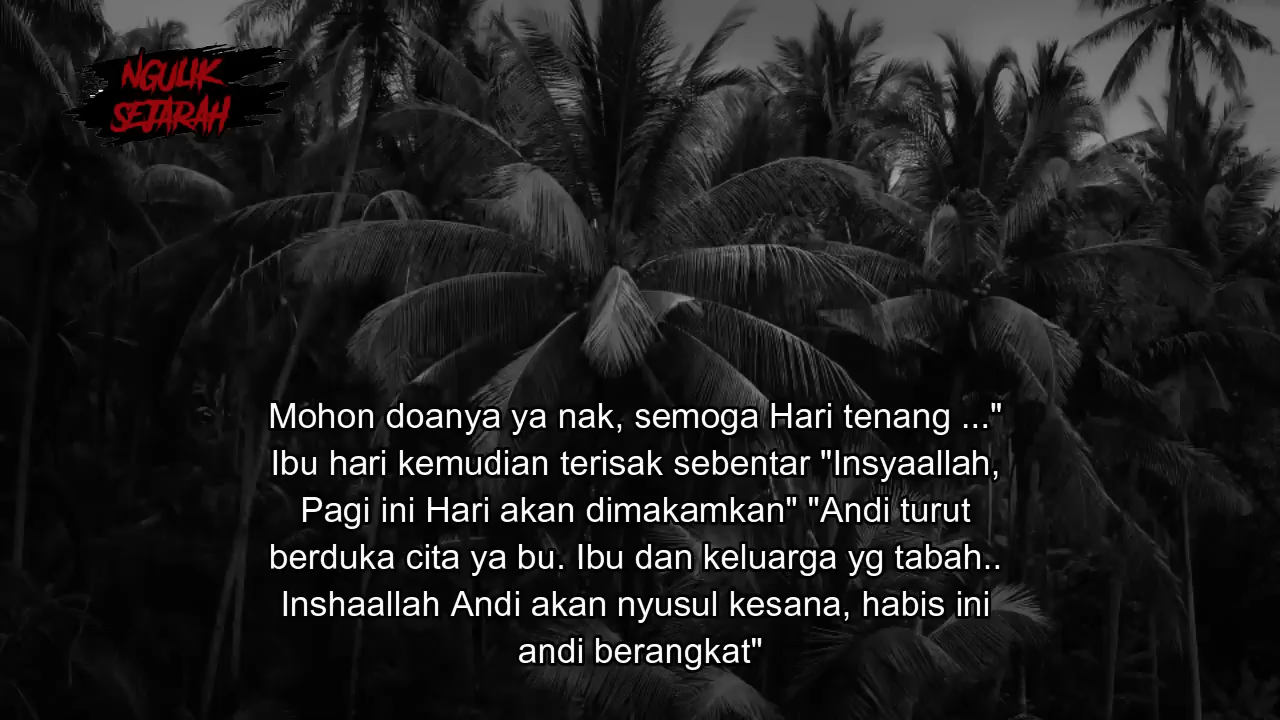 NGULIK
SEJARAH
Mohon doanya ya nak, semoga Hari tenang ..."
Ibu hari kemudian terisak sebentar "Insyaallah,
Pagi ini Hari akan dimakamkan" "Andi turut
berduka cita ya bu. Ibu dan keluarga yg tabah..
Inshaallah Andi akan nyusul kesana, habis ini
andi berangkat"